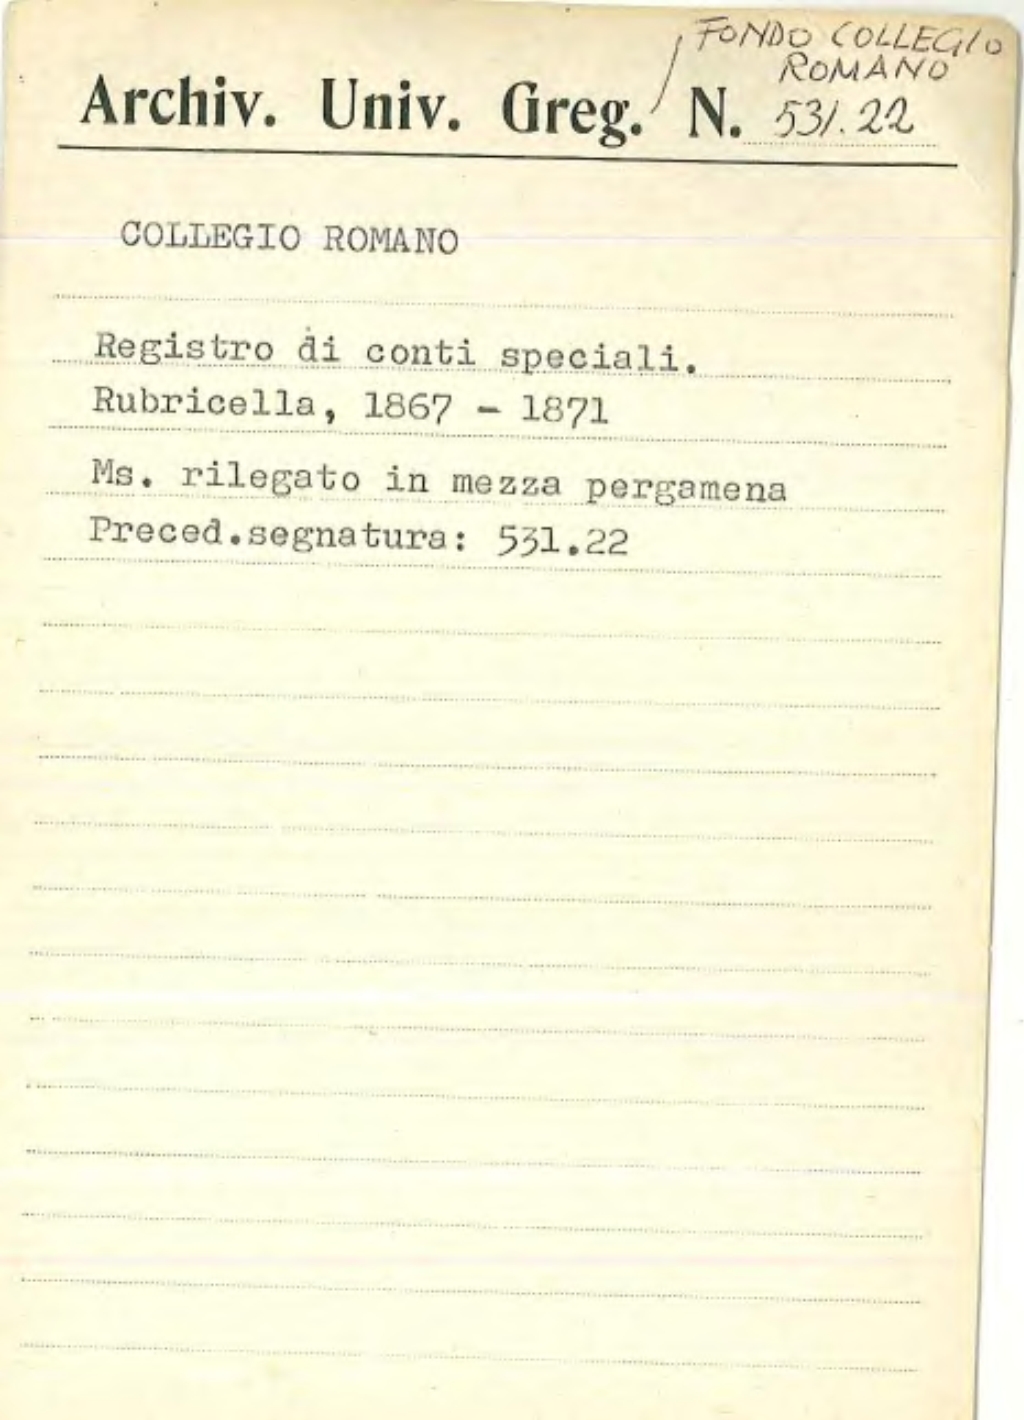 FONDO COLLEGIO
ROMANO
Archiv. Univ. Greg. / N. 531.22
COLLEGIO ROMANO
Registro di conti speciali.
Rubricella, 1867 - 1871
Ms. rilegato in mezza pergamena
Preced.segnatura: 531.22